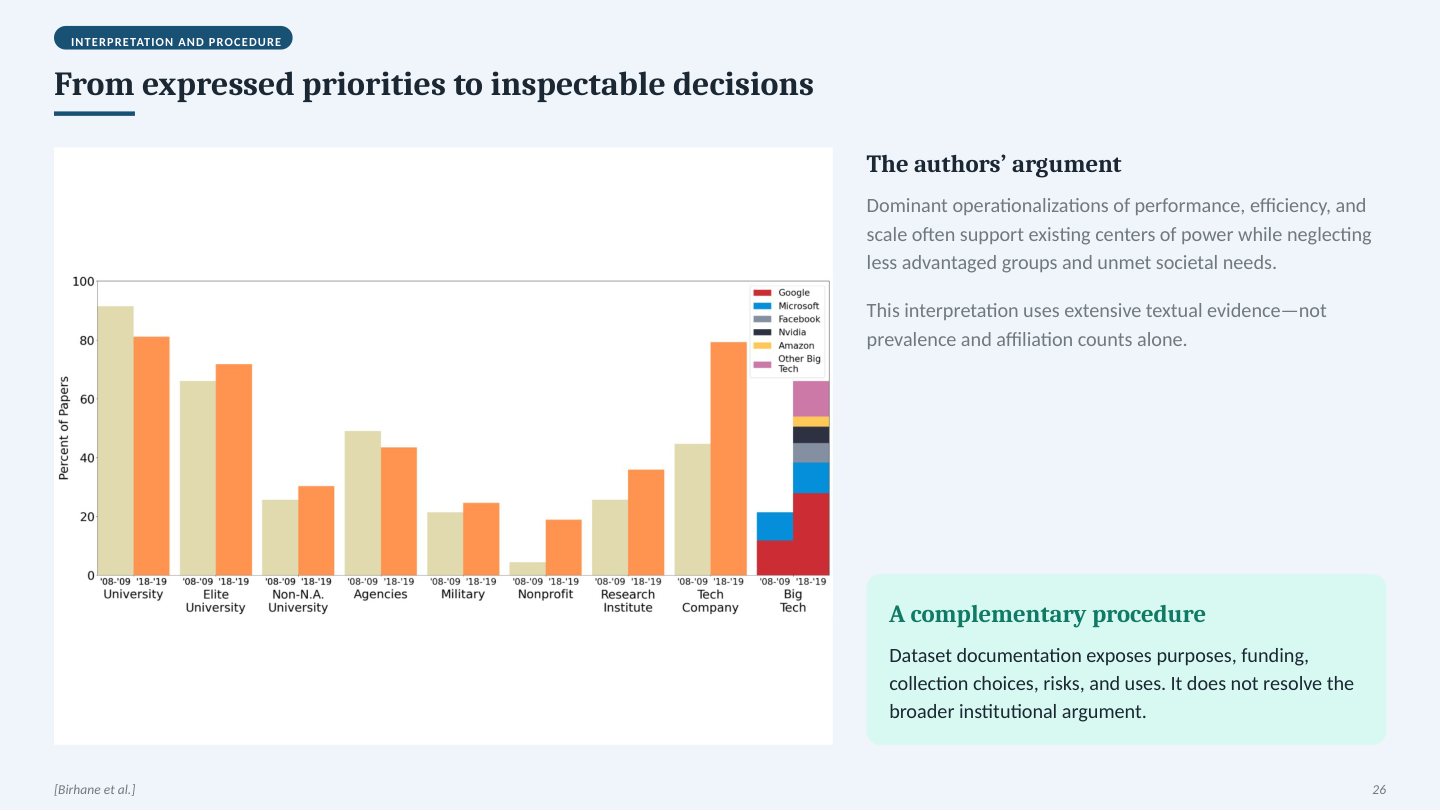 INTERPRETATION AND PROCEDURE
From expressed priorities to inspectable decisions
100
80
60
40
20
0
Percent of Papers
Google
Microsoft
Facebook
Nvidia
Amazon
Other Big
Tech
'08-'09 '18-'19 '08-'09 '18-'19 '08-'09 '18-'19 '08-'09 '18-'19 '08-'09 '18-'19 '08-'09 '18-'19 '08-'09 '18-'19 '08-'09 '18-'19 '08-'09 '18-'19
University Elite Non-N.A. Agencies Military Nonprofit Research Tech Big
University University Institute Company Tech
The authors’ argument
Dominant operationalizations of performance, efficiency, and
scale often support existing centers of power while neglecting
less advantaged groups and unmet societal needs.
This interpretation uses extensive textual evidence—not
prevalence and affiliation counts alone.
A complementary procedure
Dataset documentation exposes purposes, funding,
collection choices, risks, and uses. It does not resolve the
broader institutional argument.
[Birhane et al.]
26